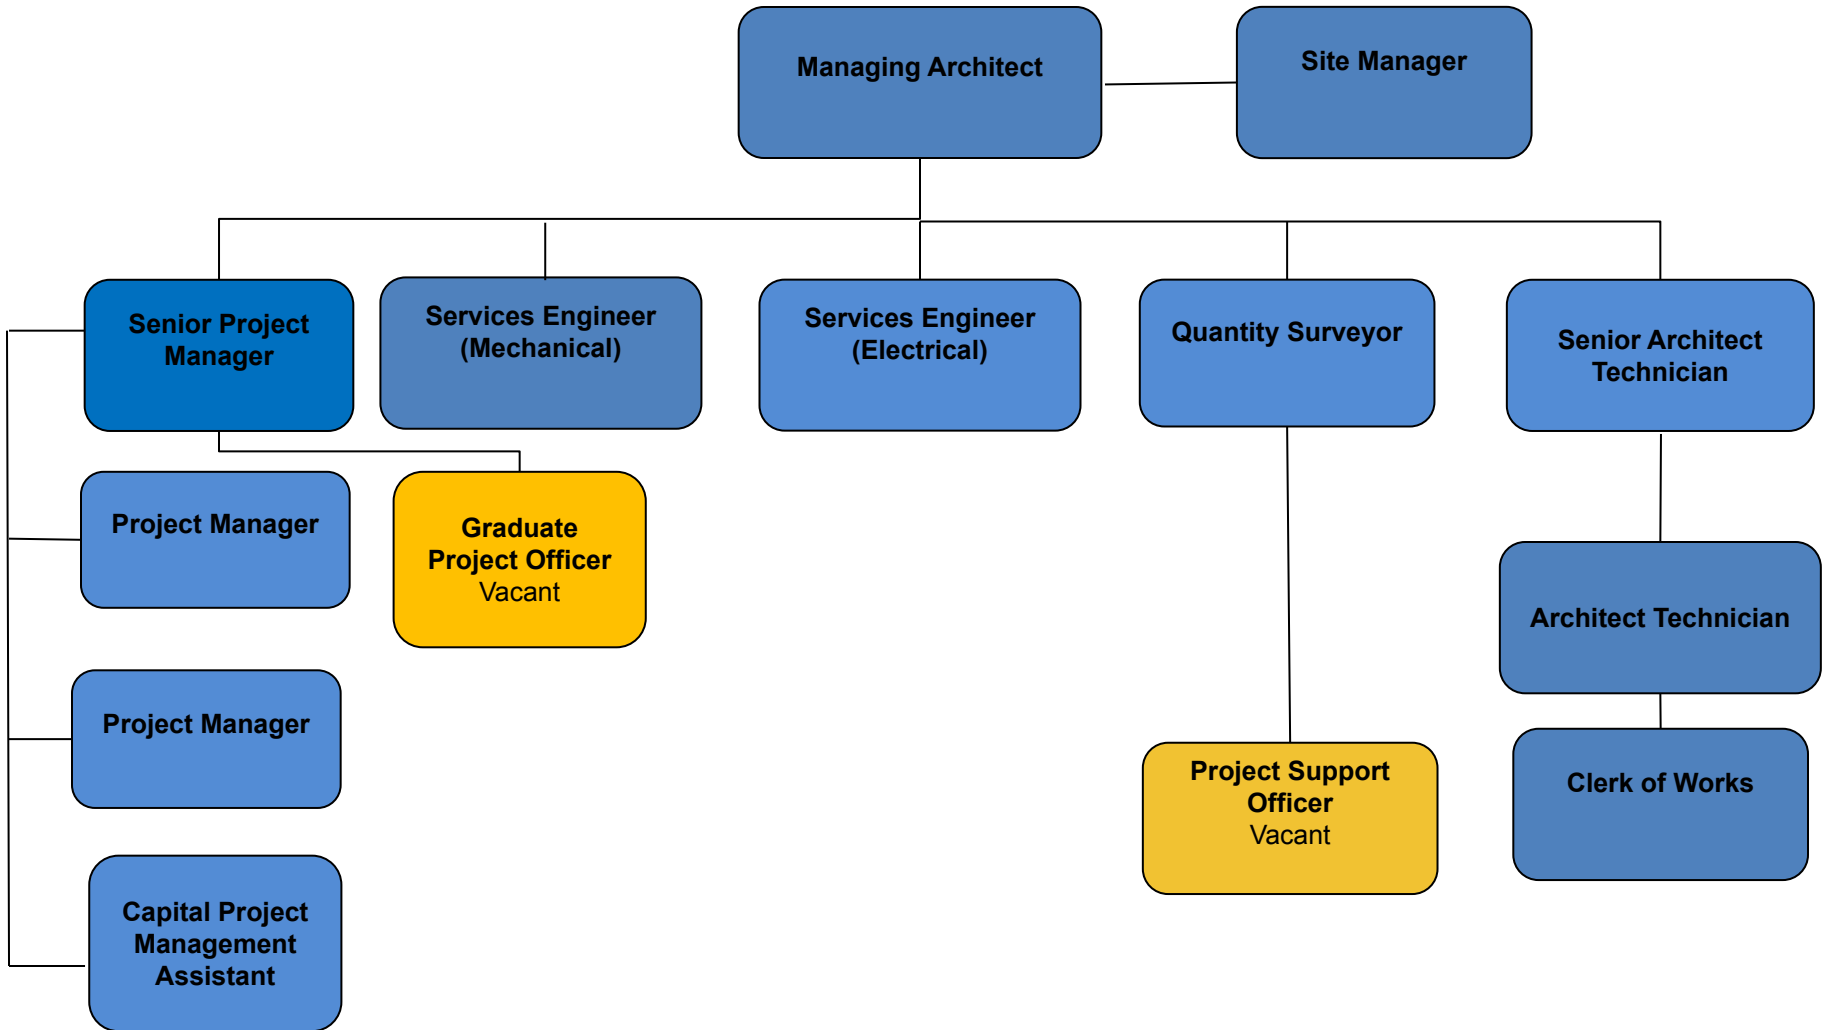 Managing Architect
Site Manager
Senior Project
Manager
Services Engineer
(Mechanical)
Services Engineer
(Electrical)
Quantity Surveyor
Senior Architect
Technician
Project Manager
Graduate
Project Officer
Vacant
Architect Technician
Project Manager
Project Support
Officer
Vacant
Clerk of Works
Capital Project
Management
Assistant